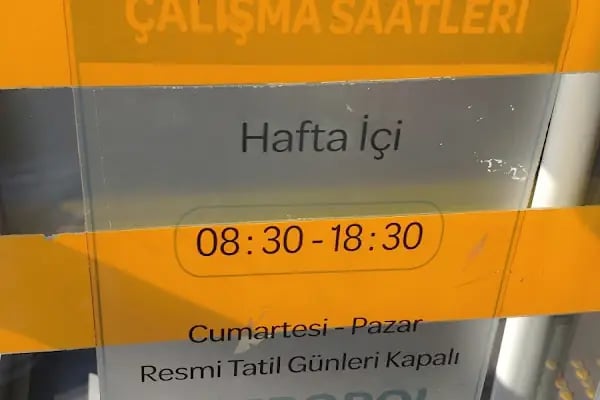 ÇALIŞMA SAATLERİ
Hafta İçi
08:30 - 18:30
Cumartesi - Pazar
Resmi Tatil Günleri Kapalı